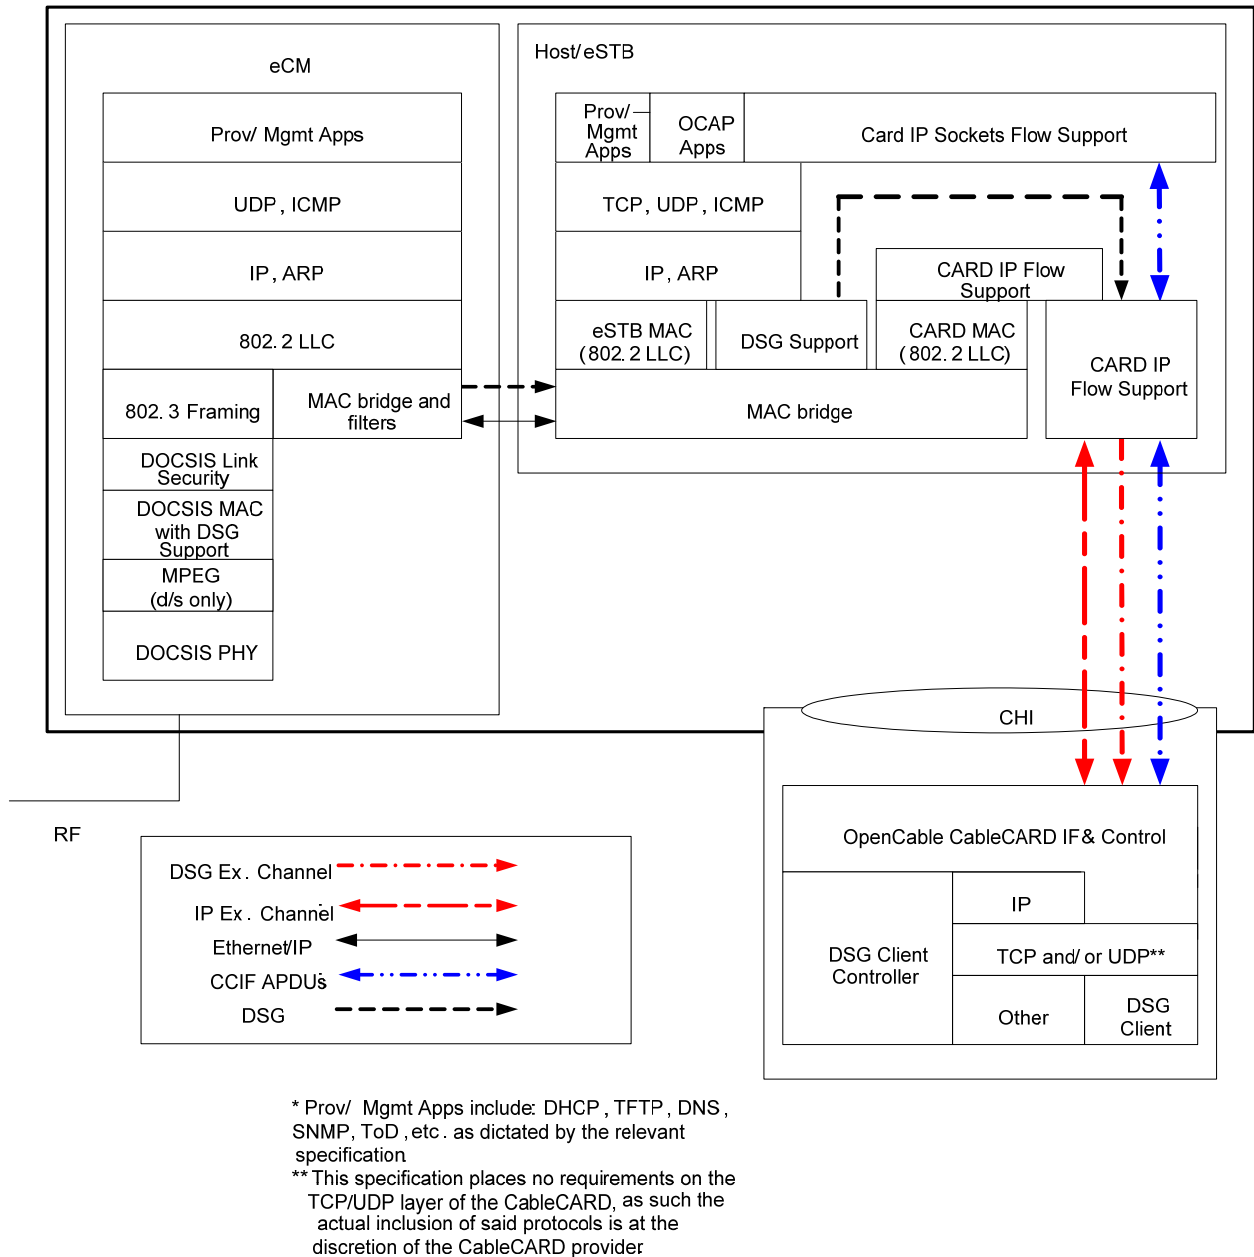 eCM
Prov/ Mgmt Apps
UDP, ICMP
IP, ARP
802.2 LLC
802.3 Framing
MAC bridge and
filters
DOCSIS Link
Security
DOCSIS MAC
with DSG
Support
MPEG
(d/s only)
DOCSIS PHY
Host/eSTB
Prov/
Mgmt
Apps
OCAP
Apps
Card IP Sockets Flow Support
TCP, UDP, ICMP
IP, ARP
CARD IP Flow
Support
eSTB MAC
(802.2 LLC)
DSG Support
CARD MAC
(802.2 LLC)
CARD IP
Flow Support
MAC bridge
CHI
OpenCable CableCARD IF& Control
IP
DSG Client
Controller
TCP and/ or UDP**
Other
DSG
Client
RF
DSG Ex. Channel
IP Ex. Channel
Ethernet/IP
CCIF APDUs
DSG
* Prov/ Mgmt Apps include: DHCP, TFTP, DNS,
SNMP, ToD, etc. as dictated by the relevant
specification.
** This specification places no requirements on the
TCP/UDP layer of the CableCARD, as such the
actual inclusion of said protocols is at the
discretion of the CableCARD provider.